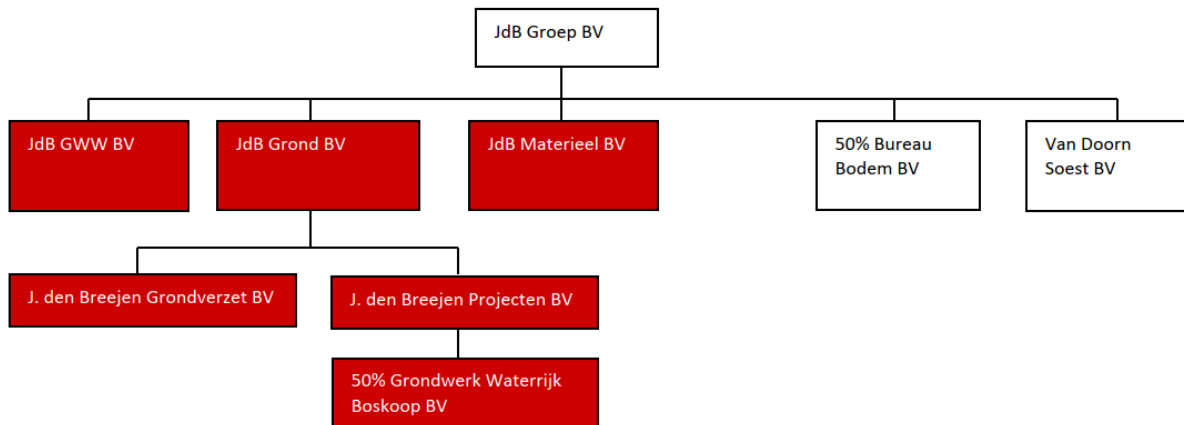 JdB Groep BV
JdB GWW BV
JdB Grond BV
JdB Materieel BV
50% Bureau
Bodem BV
Van Doorn
Soest BV
J. den Breejen Grondverzet BV
J. den Breejen Projecten BV
50% Grondwerk Waterrijk
Boskoop BV